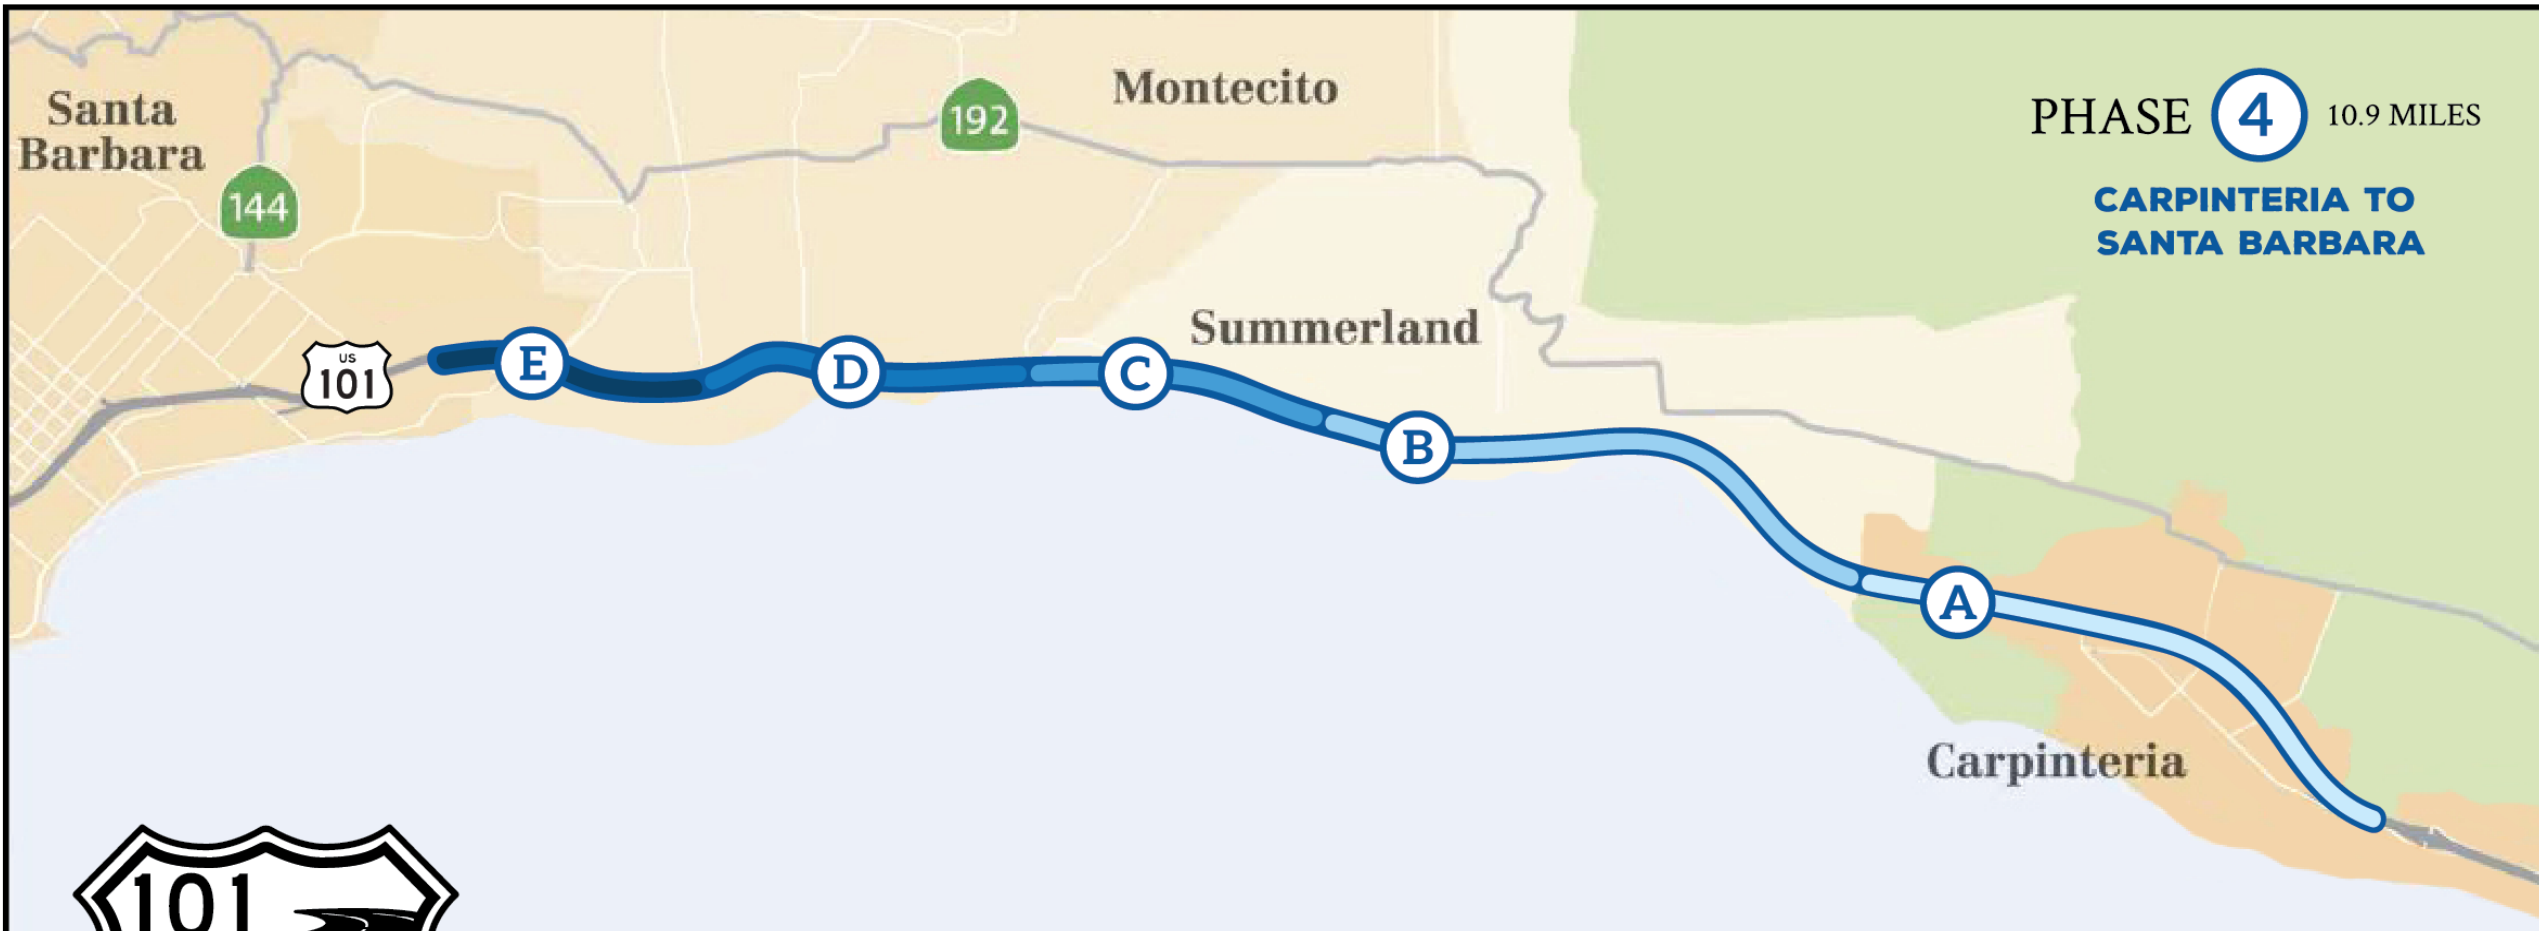 Santa
Barbara
144
192
Montecito
PHASE 4 10.9 MILES
CARPINTERIA TO
SANTA BARBARA
Summerland
US
101
E
D
C
B
A
Carpinteria
101